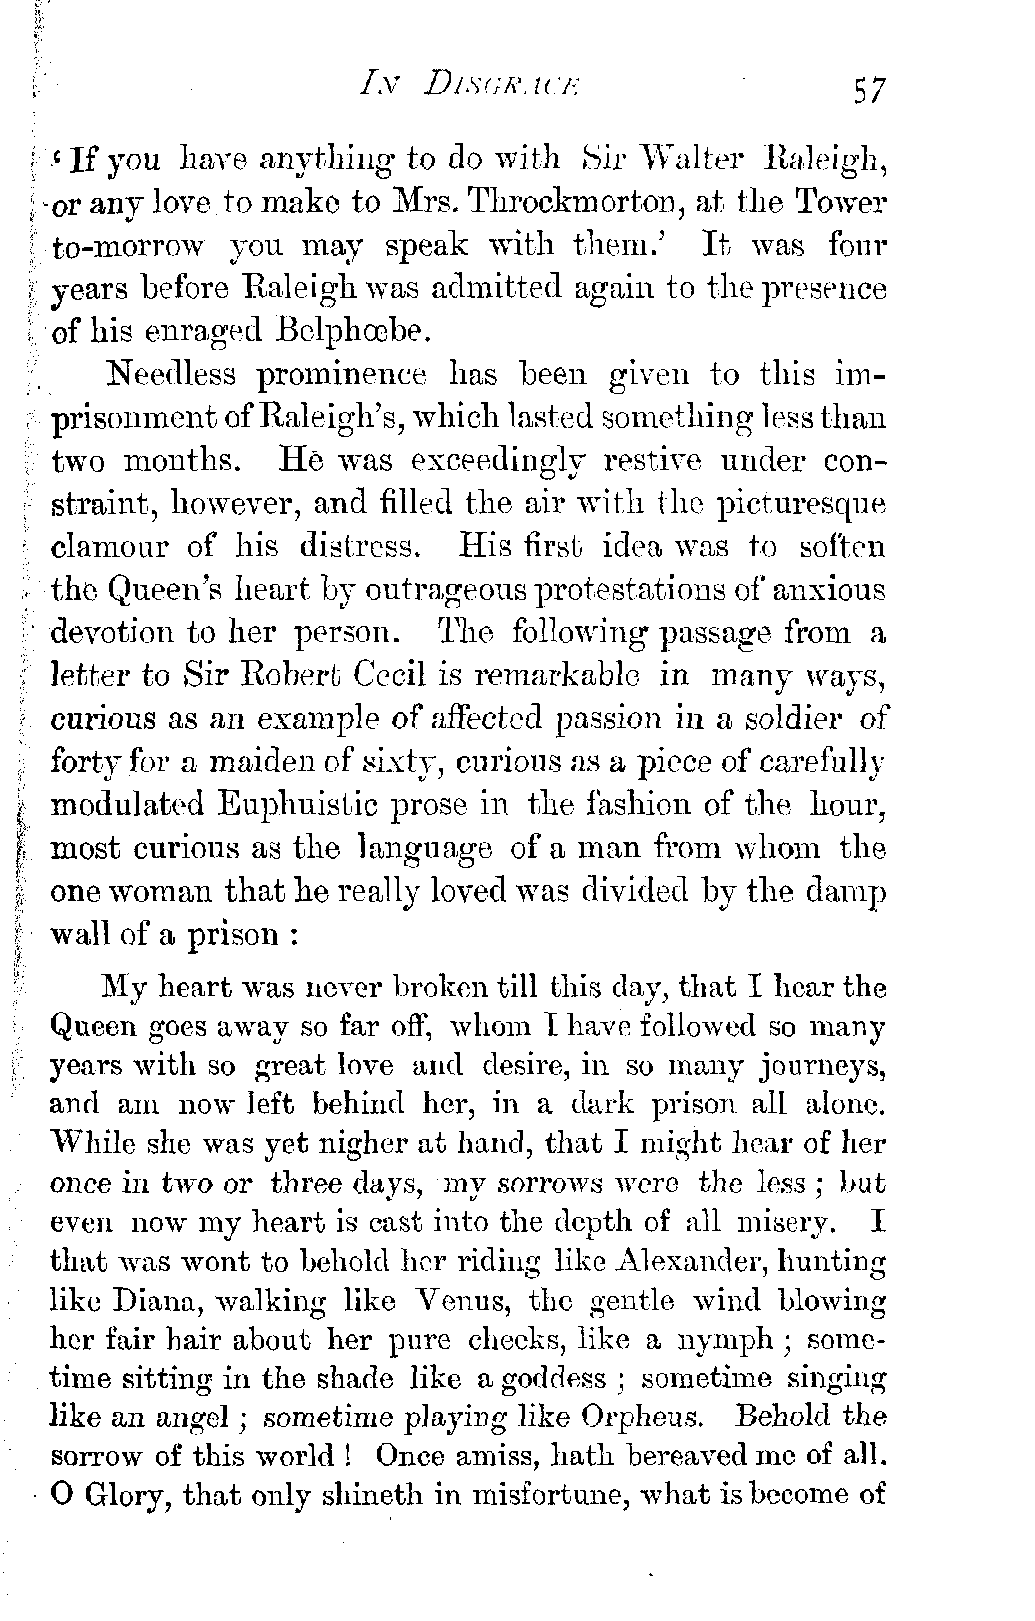 IN DISGRACE 57
‘If you have anything to do with Sir Walter Raleigh,
or any love to make to Mrs. Throckmorton, at the Tower
to-morrow you may speak with them.’ It was four
years before Raleigh was admitted again to the presence
of his enraged Belphœbe.
Needless prominence has been given to this im-
prisonment of Raleigh’s, which lasted something less than
two months. He was exceedingly restive under con-
straint, however, and filled the air with the picturesque
clamour of his distress. His first idea was to soften
the Queen’s heart by outrageous protestations of anxious
devotion to her person. The following passage from a
letter to Sir Robert Cecil is remarkable in many ways,
curious as an example of affected passion in a soldier of
forty for a maiden of sixty, curious as a piece of carefully
modulated Euphuistic prose in the fashion of the hour,
most curious as the language of a man from whom the
one woman that he really loved was divided by the damp
wall of a prison :
My heart was never broken till this day, that I hear the
Queen goes away so far off, whom I have followed so many
years with so great love and desire, in so many journeys,
and am now left behind her, in a dark prison all alone.
While she was yet nigher at hand, that I might hear of her
once in two or three days, my sorrows were the less ; but
even now my heart is cast into the depth of all misery. I
that was wont to behold her riding like Alexander, hunting
like Diana, walking like Venus, the gentle wind blowing
her fair hair about her pure cheeks, like a nymph ; some-
time sitting in the shade like a goddess ; sometime singing
like an angel ; sometime playing like Orpheus. Behold the
sorrow of this world ! Once amiss, hath bereaved me of all.
O Glory, that only shineth in misfortune, what is become of